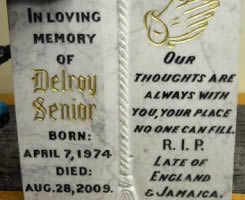 IN LOVING
MEMORY
OF
Delroy
Senior
BORN:
APRIL 7, 1974
DIED:
AUG. 28, 2009.
OUR
THOUGHTS ARE
ALWAYS WITH
YOU, YOUR PLACE
NO ONE CAN FILL.
R. I. P.
LATE OF
ENGLAND
& JAMAICA.